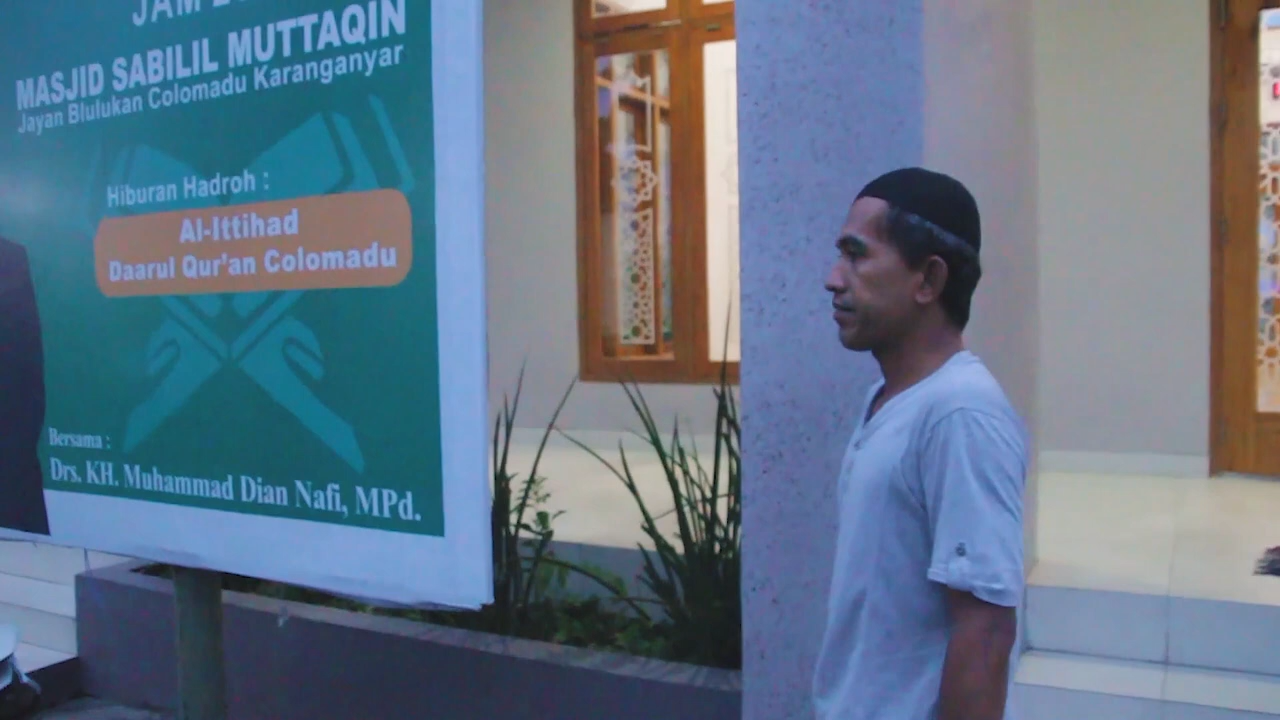 JAM
MASJID SABILIL MUTTAQIN
Jayan Blulukan Colomadu Karanganyar
Hiburan Hadroh :
Al-Ittihad
Daarul Qur'an Colomadu
Bersama :
Drs. KH. Muhammad Dian Nafi, MPd.